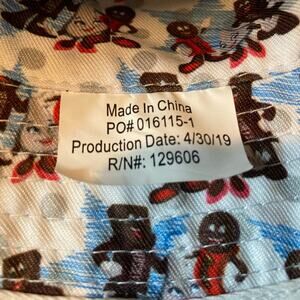 Made In China
PO# 016115-1
Production Date: 4/30/19
R/N#: 129606